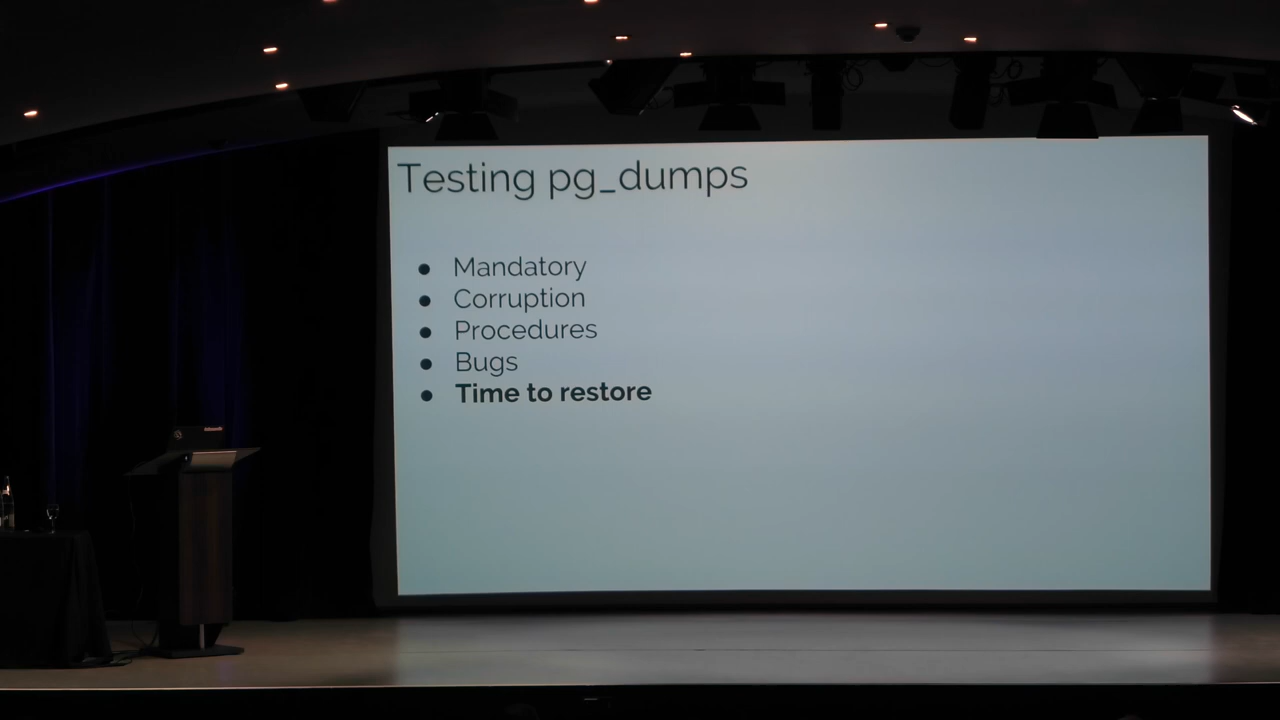 Testing pg_dumps
● Mandatory
● Corruption
● Procedures
● Bugs
● Time to restore